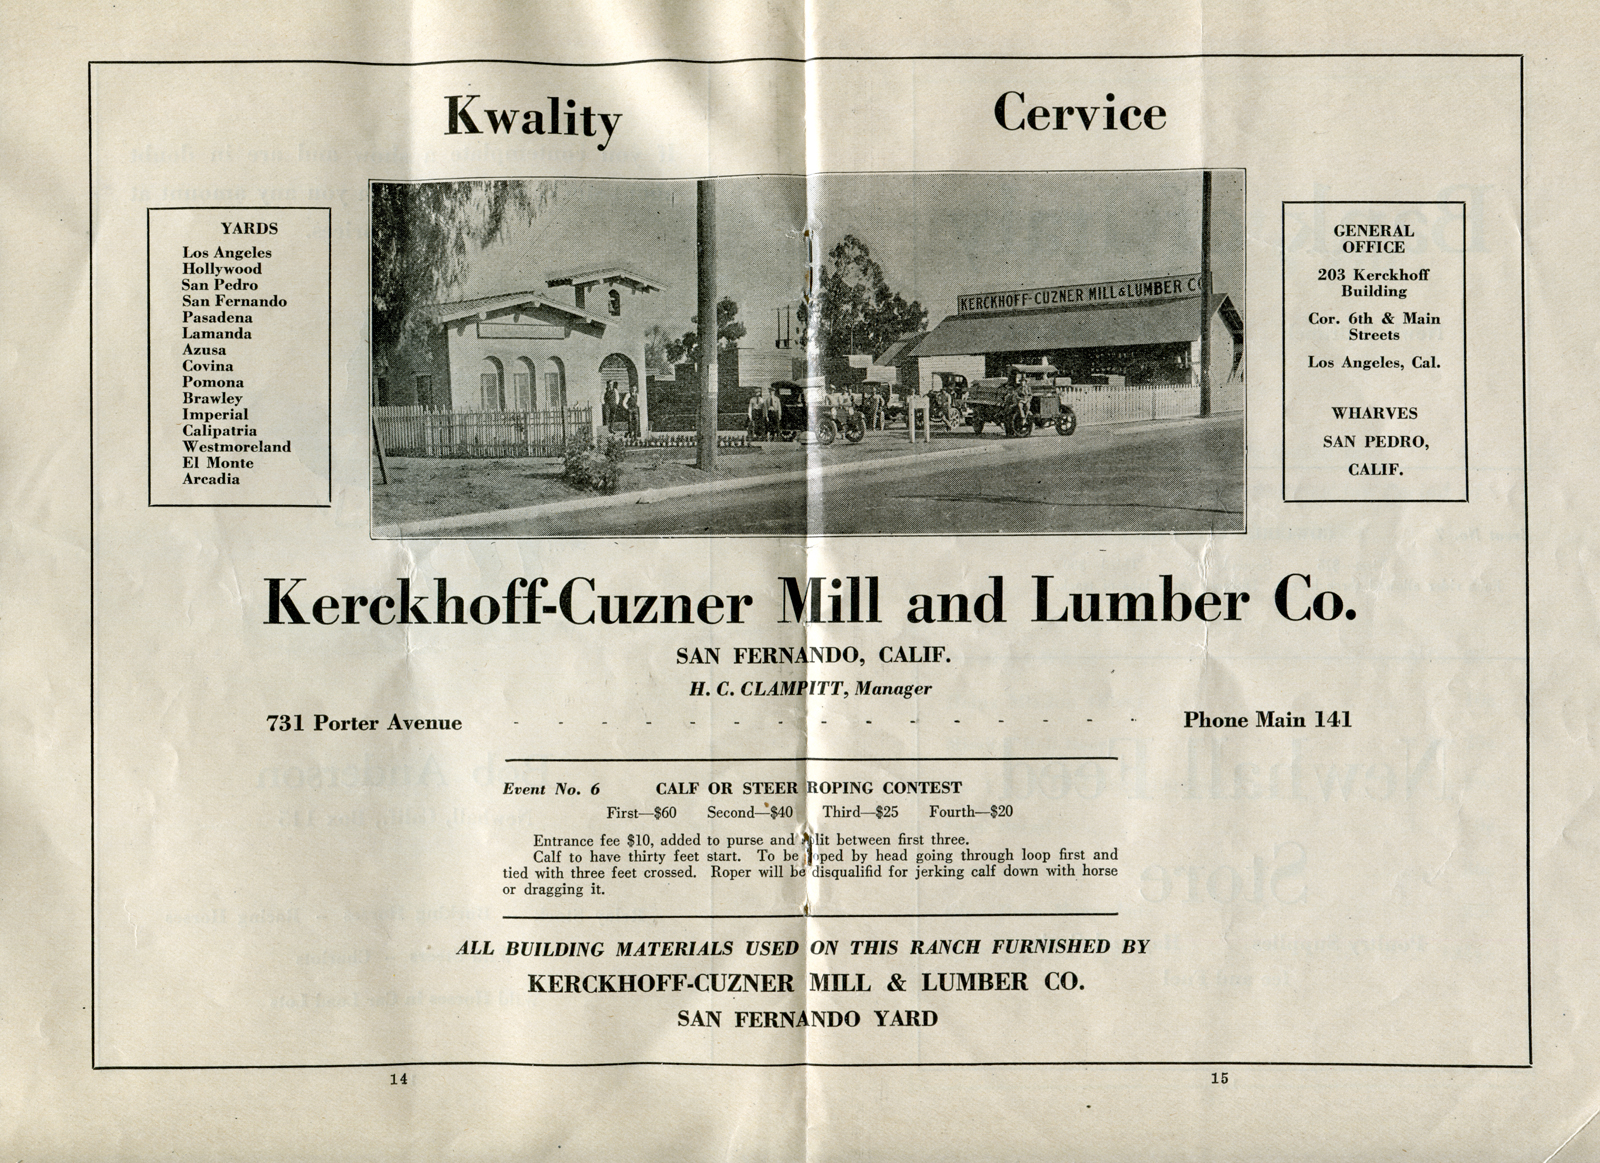 Kwality Cervice
YARDS
Los Angeles
Hollywood
San Pedro
San Fernando
Pasadena
Lamanda
Azusa
Covina
Pomona
Brawley
Imperial
Calipatria
Westmoreland
El Monte
Arcadia
KERCKHOFF-CUZNER MILL & LUMBER CO
GENERAL
OFFICE
203 Kerckhoff
Building
Cor. 6th & Main
Streets
Los Angeles, Cal.
WHARVES
SAN PEDRO,
CALIF.
Kerckhoff-Cuzner Mill and Lumber Co.
SAN FERNANDO, CALIF.
H. C. CLAMPITT, Manager
731 Porter Avenue - - - - - - - - - - - - - - - Phone Main 141
Event No. 6 CALF OR STEER ROPING CONTEST
First—$60 Second—$40 Third—$25 Fourth—$20
Entrance fee $10, added to purse and split between first three.
Calf to have thirty feet start. To be roped by head going through loop first and
tied with three feet crossed. Roper will be disqualifid for jerking calf down with horse
or dragging it.
ALL BUILDING MATERIALS USED ON THIS RANCH FURNISHED BY
KERCKHOFF-CUZNER MILL & LUMBER CO.
SAN FERNANDO YARD
14 15